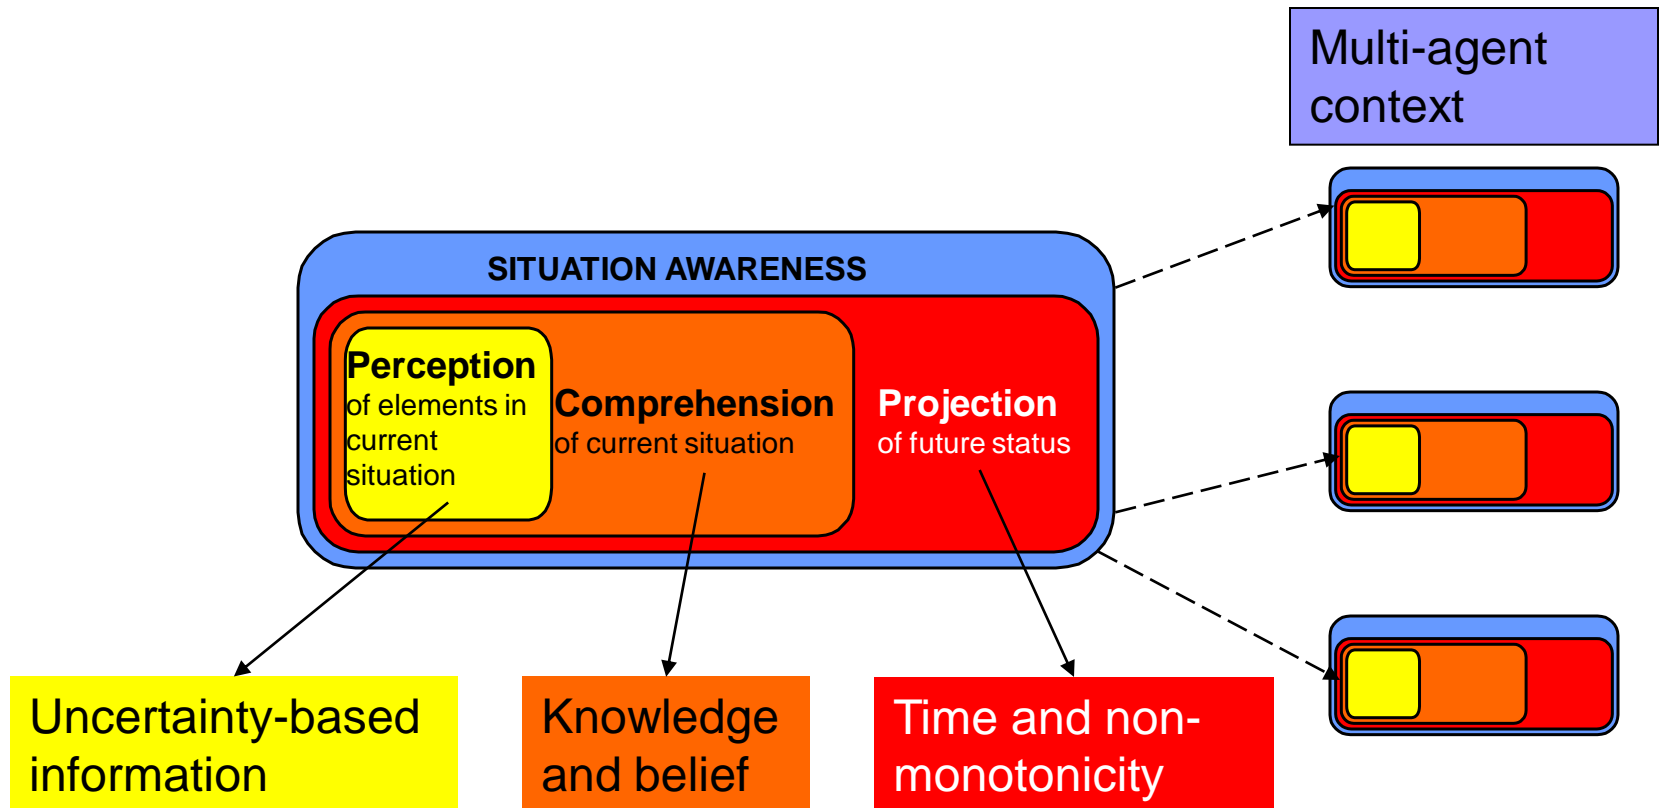 Multi-agent
context
SITUATION AWARENESS
Perception
of elements in
current
situation
Comprehension
of current situation
Projection
of future status
Uncertainty-based
information
Knowledge
and belief
Time and non-
monotonicity